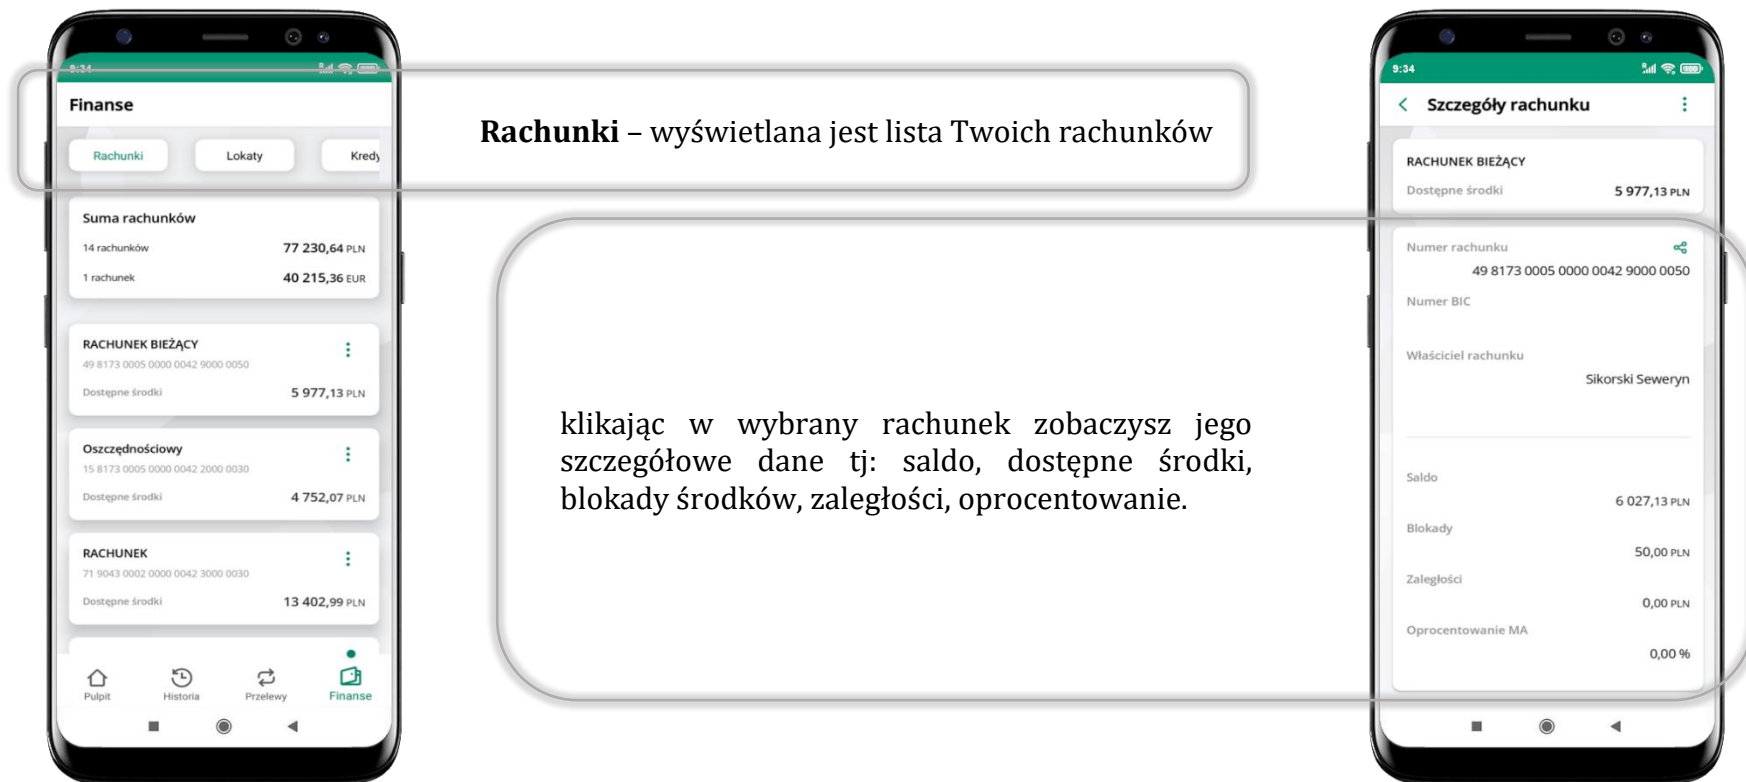 9:34
Finanse
Rachunki
Lokaty
Kredy
Suma rachunków
14 rachunków 77 230,64 PLN
1 rachunek 40 215,36 EUR
RACHUNEK BIEŻĄCY
49 8173 0005 0000 0042 9000 0050
Dostępne środki 5 977,13 PLN
Oszczędnościowy
15 8173 0005 0000 0042 2000 0030
Dostępne środki 4 752,07 PLN
RACHUNEK
71 9043 0002 0000 0042 3000 0030
Dostępne środki 13 402,99 PLN
Pulpit
Historia
Przelewy
Finanse
Rachunki – wyświetlana jest lista Twoich rachunków
klikając w wybrany rachunek zobaczysz jego
szczegółowe dane tj: saldo, dostępne środki,
blokady środków, zaległości, oprocentowanie.
9:34
Szczegóły rachunku
RACHUNEK BIEŻĄCY
Dostępne środki 5 977,13 PLN
Numer rachunku
49 8173 0005 0000 0042 9000 0050
Numer BIC
Właściciel rachunku
Sikorski Seweryn
Saldo
6 027,13 PLN
Blokady
50,00 PLN
Zaległości
0,00 PLN
Oprocentowanie MA
0,00 %